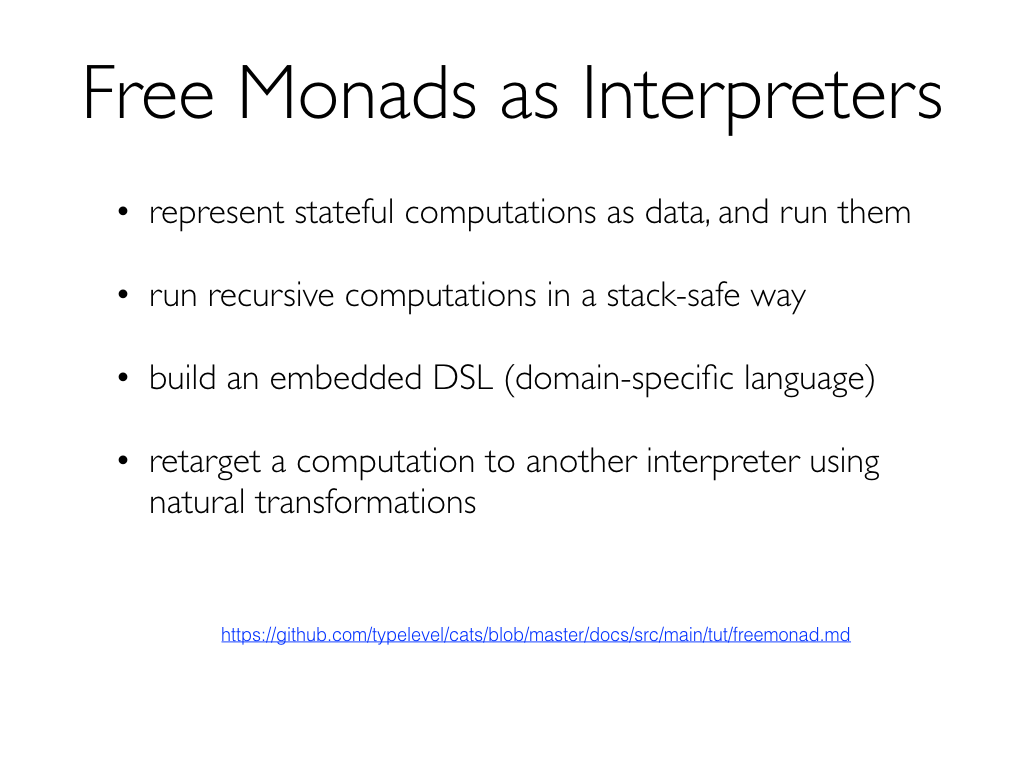 Free Monads as Interpreters
• represent stateful computations as data, and run them
• run recursive computations in a stack-safe way
• build an embedded DSL (domain-specific language)
• retarget a computation to another interpreter using
natural transformations
https://github.com/typelevel/cats/blob/master/docs/src/main/tut/freemonad.md